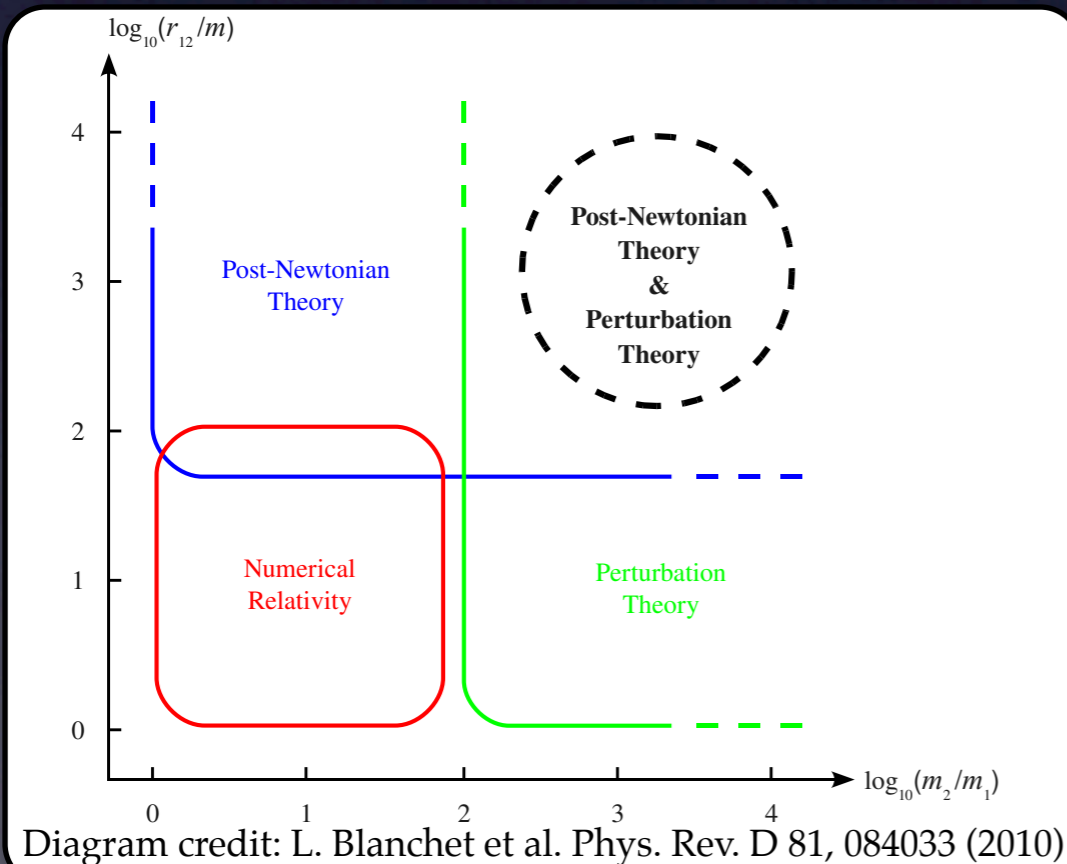 log₁₀(r₁₂/m)
4
Post-Newtonian
Theory
&
Perturbation
Theory
3
Post-Newtonian
Theory
2
1
Numerical
Relativity
Perturbation
Theory
0
log₁₀(m₂/m₁)
0 1 2 3 4
Diagram credit: L. Blanchet et al. Phys. Rev. D 81, 084033 (2010)